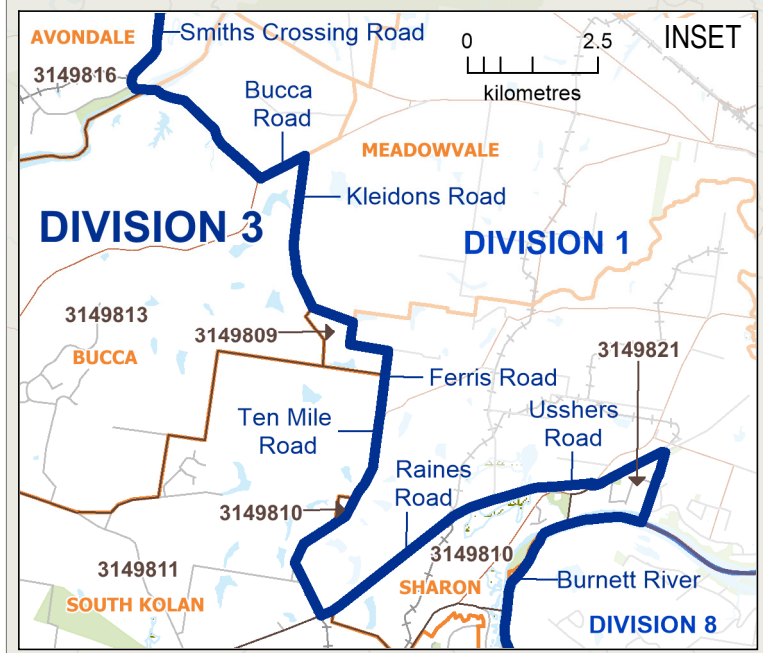 AVONDALE
Smiths Crossing Road
0 2.5
INSET
3149816
kilometres
Bucca
Road
MEADOWVALE
Kleidons Road
DIVISION 3
DIVISION 1
3149813
3149809
BUCCA
3149821
Ferris Road
Ten Mile
Road
Usshers
Road
Raines
Road
3149810
3149810
3149811
SHARON
Burnett River
SOUTH KOLAN
DIVISION 8